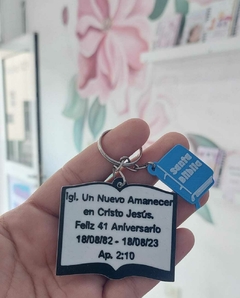 Igl. Un Nuevo Amanecer
en Cristo Jesús.
Feliz 41 Aniversario
18/08/82 - 18/08/23
Ap. 2:10
Santa
Biblia